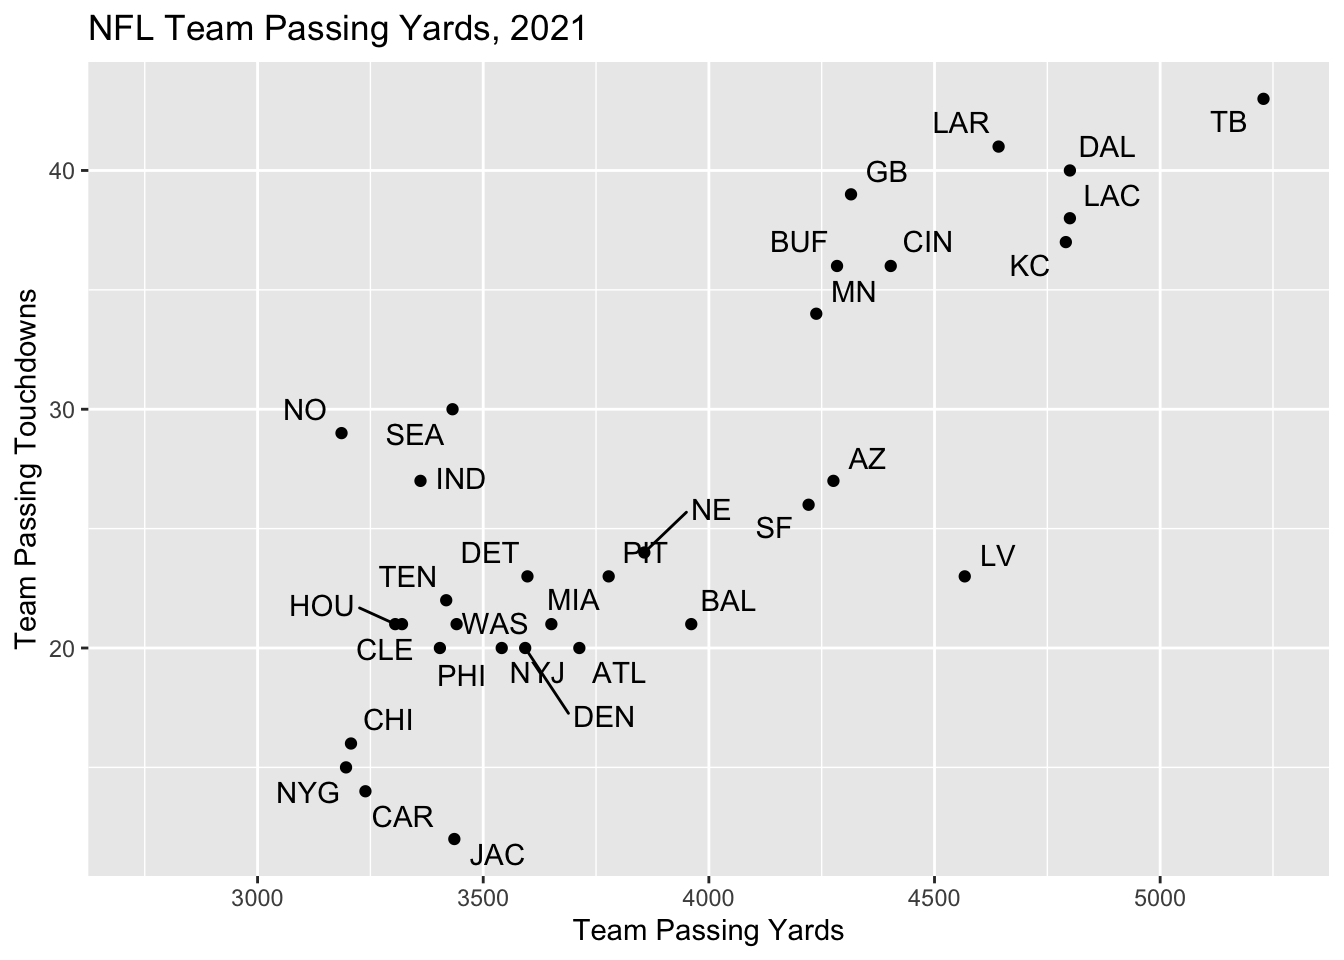 NFL Team Passing Yards, 2021
TB
LAR
DAL
GB
LAC
BUF
CIN
KC
MN
40
Team Passing Touchdowns
30
NO
SEA
AZ
IND
NE
SF
DET
PIT
LV
TEN
HOU
MIA
BAL
WAS
CLE
20
PHI
NYJ
ATL
DEN
CHI
NYG
CAR
JAC
3000
3500
4000
4500
5000
Team Passing Yards